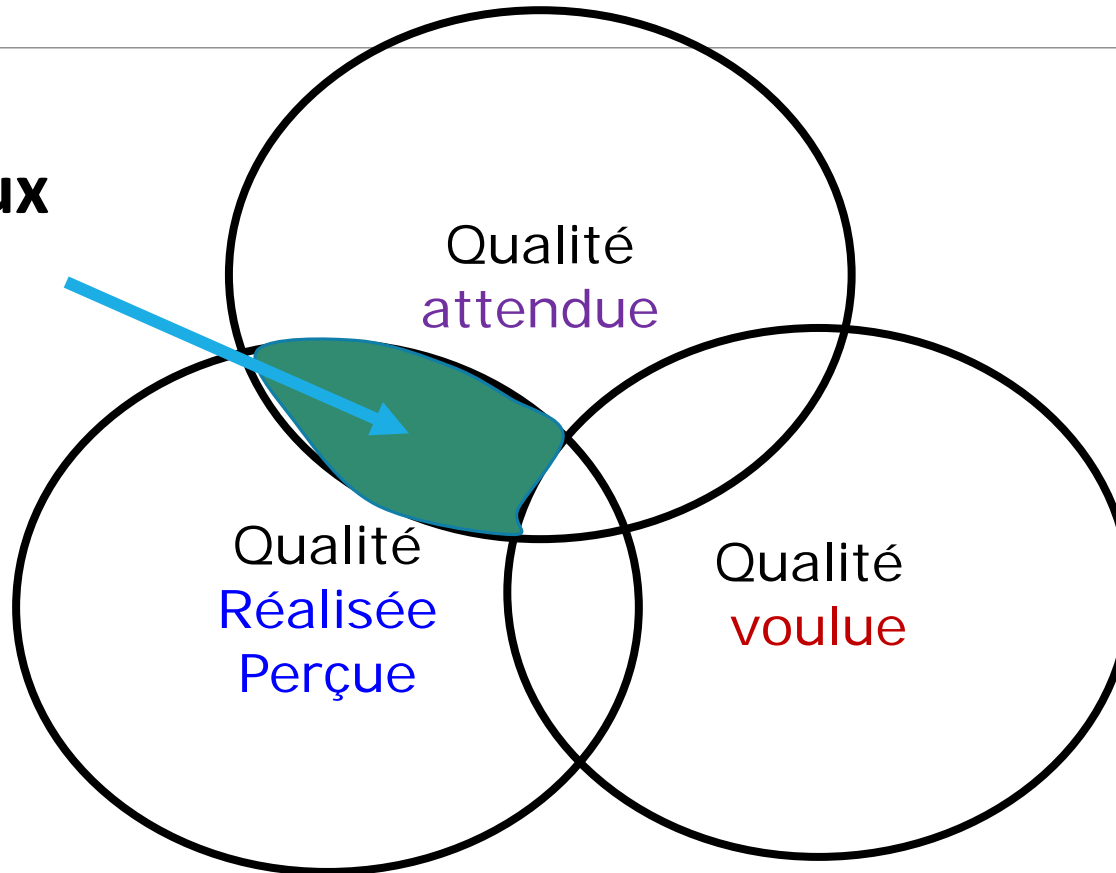 ux
Qualité
attendue
Qualité
Réalisée
Perçue
Qualité
voulue